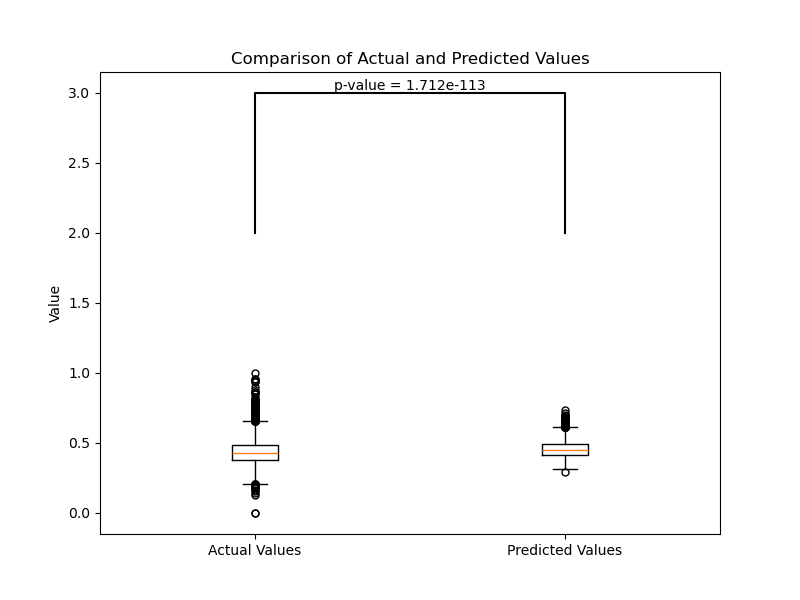 Comparison of Actual and Predicted Values
p-value = 1.712e-113
3.0
2.5
2.0
1.5
1.0
0.5
0.0
Value
Actual Values
Predicted Values